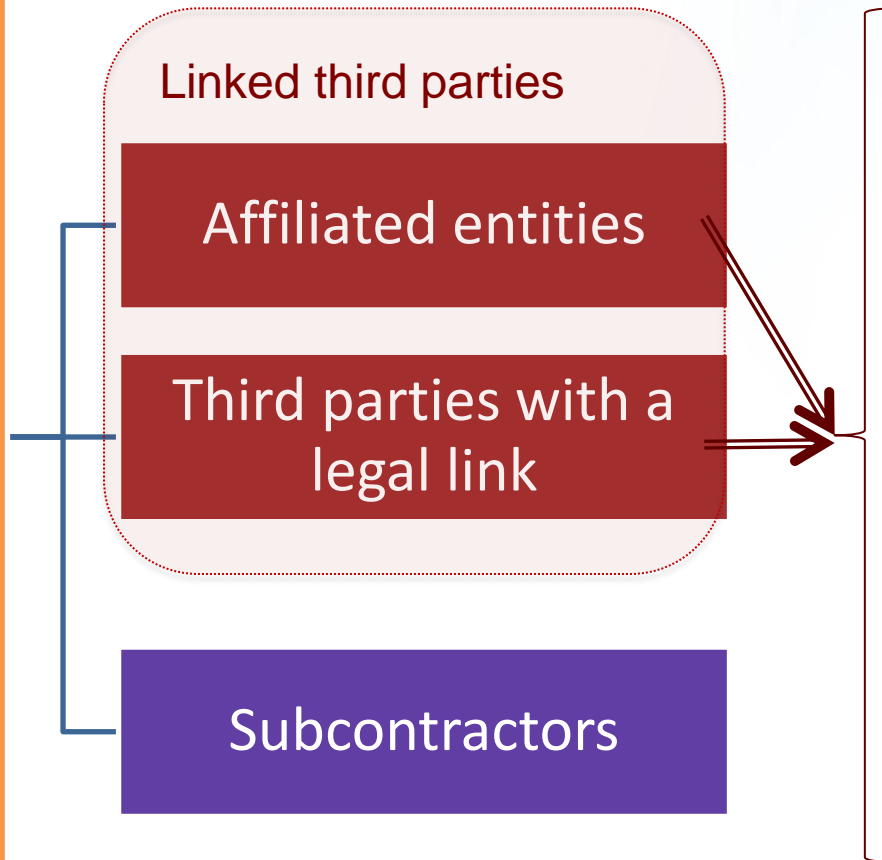 Linked third parties
Affiliated entities
Third parties with a
legal link
Subcontractors